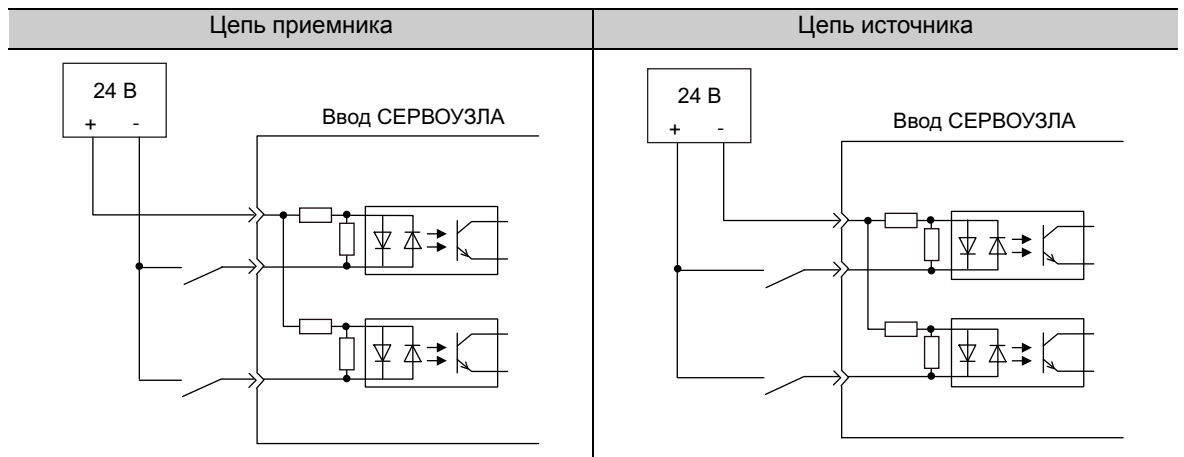 Цепь приемника
Цепь источника
24 В
+ -
Ввод СЕРВОУЗЛА
24 В
+ -
Ввод СЕРВОУЗЛА